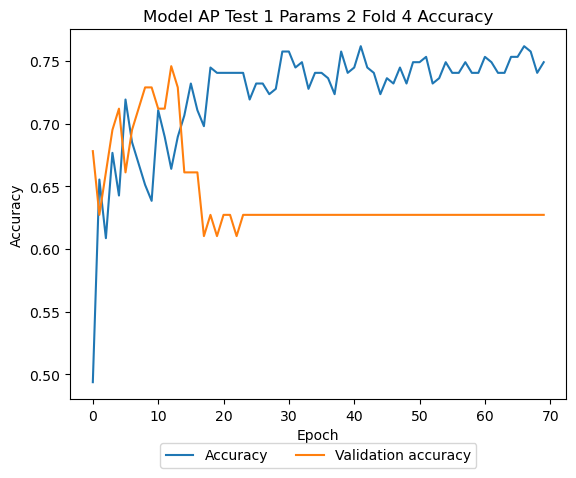 Model AP Test 1 Params 2 Fold 4 Accuracy
0.75
0.70
0.65
0.60
0.55
0.50
Accuracy
0 10 20 30 40 50 60 70
Epoch
Accuracy Validation accuracy